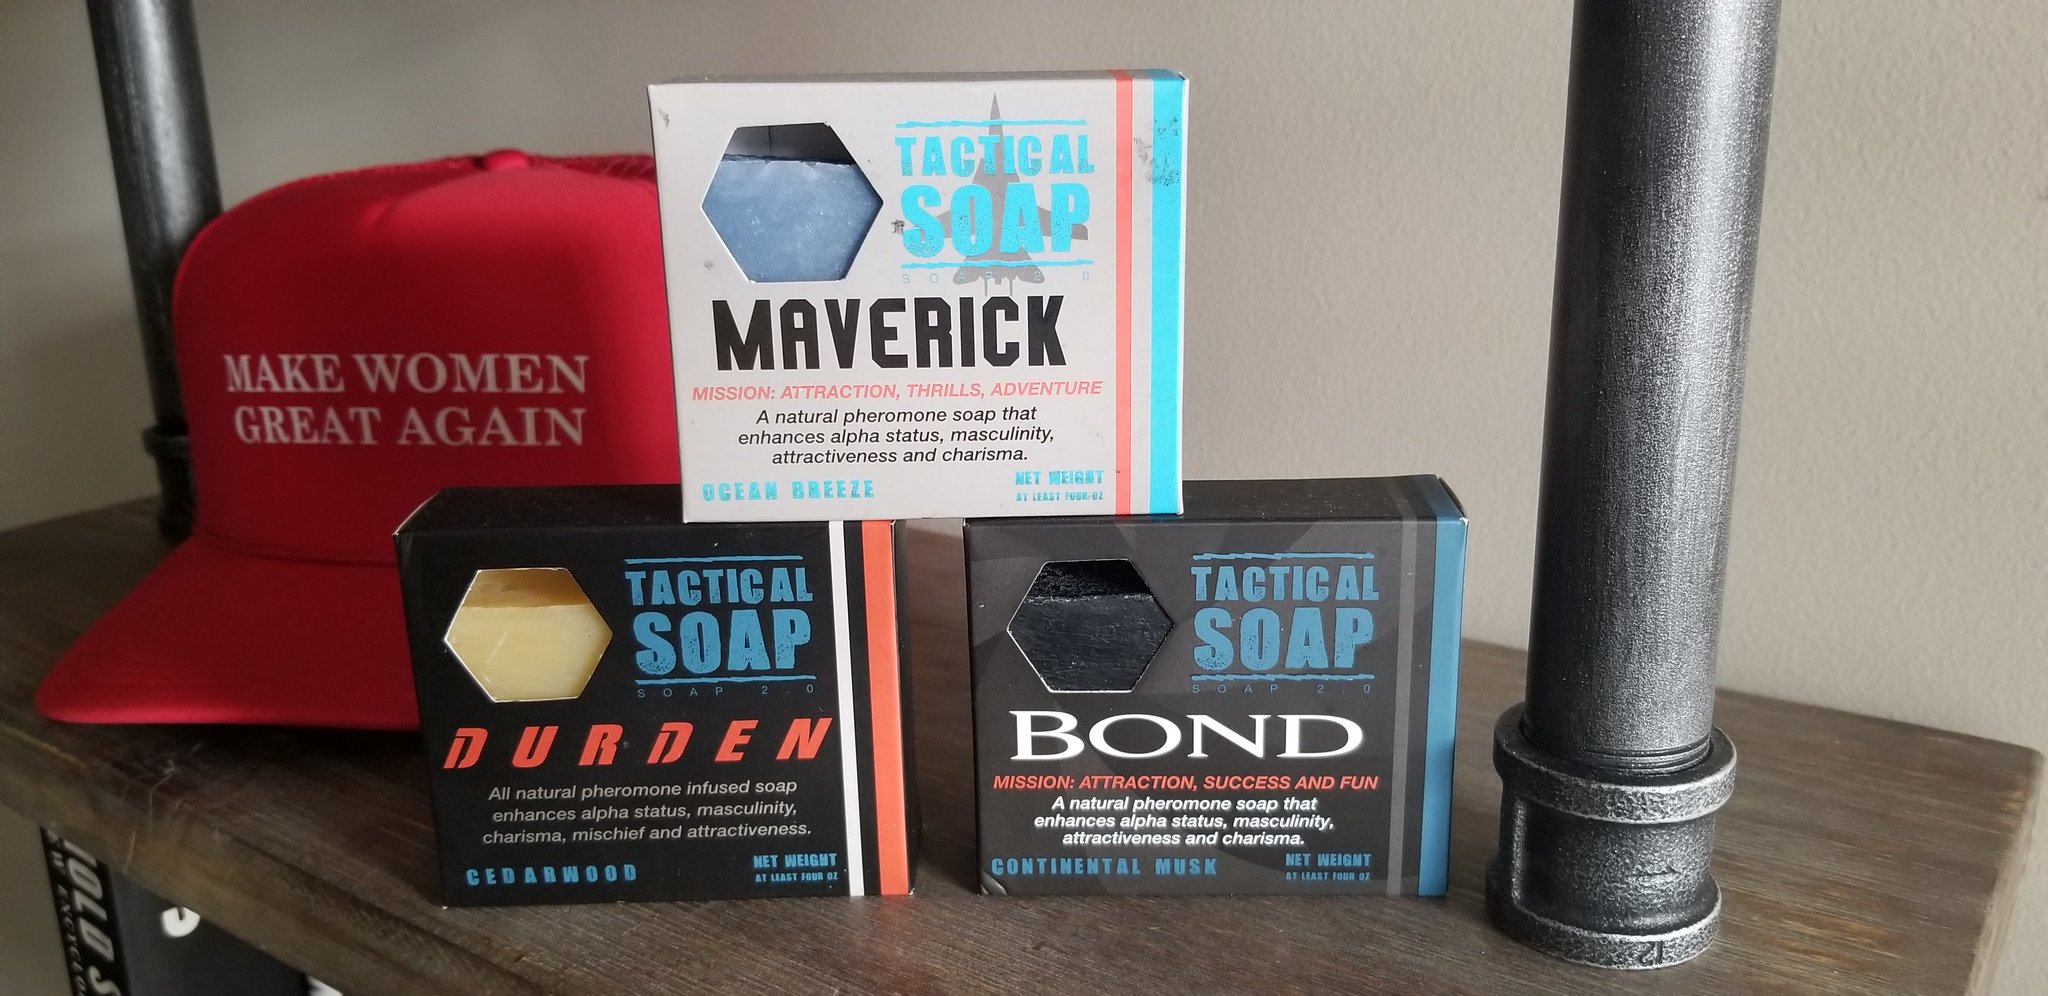 MAKE WOMEN
GREAT AGAIN
TACTICAL
SOAP
SOAP 2.0
MAVERICK
MISSION: ATTRACTION, THRILLS, ADVENTURE
A natural pheromone soap that
enhances alpha status, masculinity,
attractiveness and charisma.
OCEAN BREEZE
NET WEIGHT
AT LEAST FOUR OZ
TACTICAL
SOAP
SOAP 2.0
DURDEN
All natural pheromone infused soap
enhances alpha status, masculinity,
charisma, mischief and attractiveness.
CEDARWOOD
NET WEIGHT
AT LEAST FOUR OZ
TACTICAL
SOAP
SOAP 2.0
BOND
MISSION: ATTRACTION, SUCCESS AND FUN
A natural pheromone soap that
enhances alpha status, masculinity,
attractiveness and charisma.
CONTINENTAL MUSK
NET WEIGHT
AT LEAST FOUR OZ